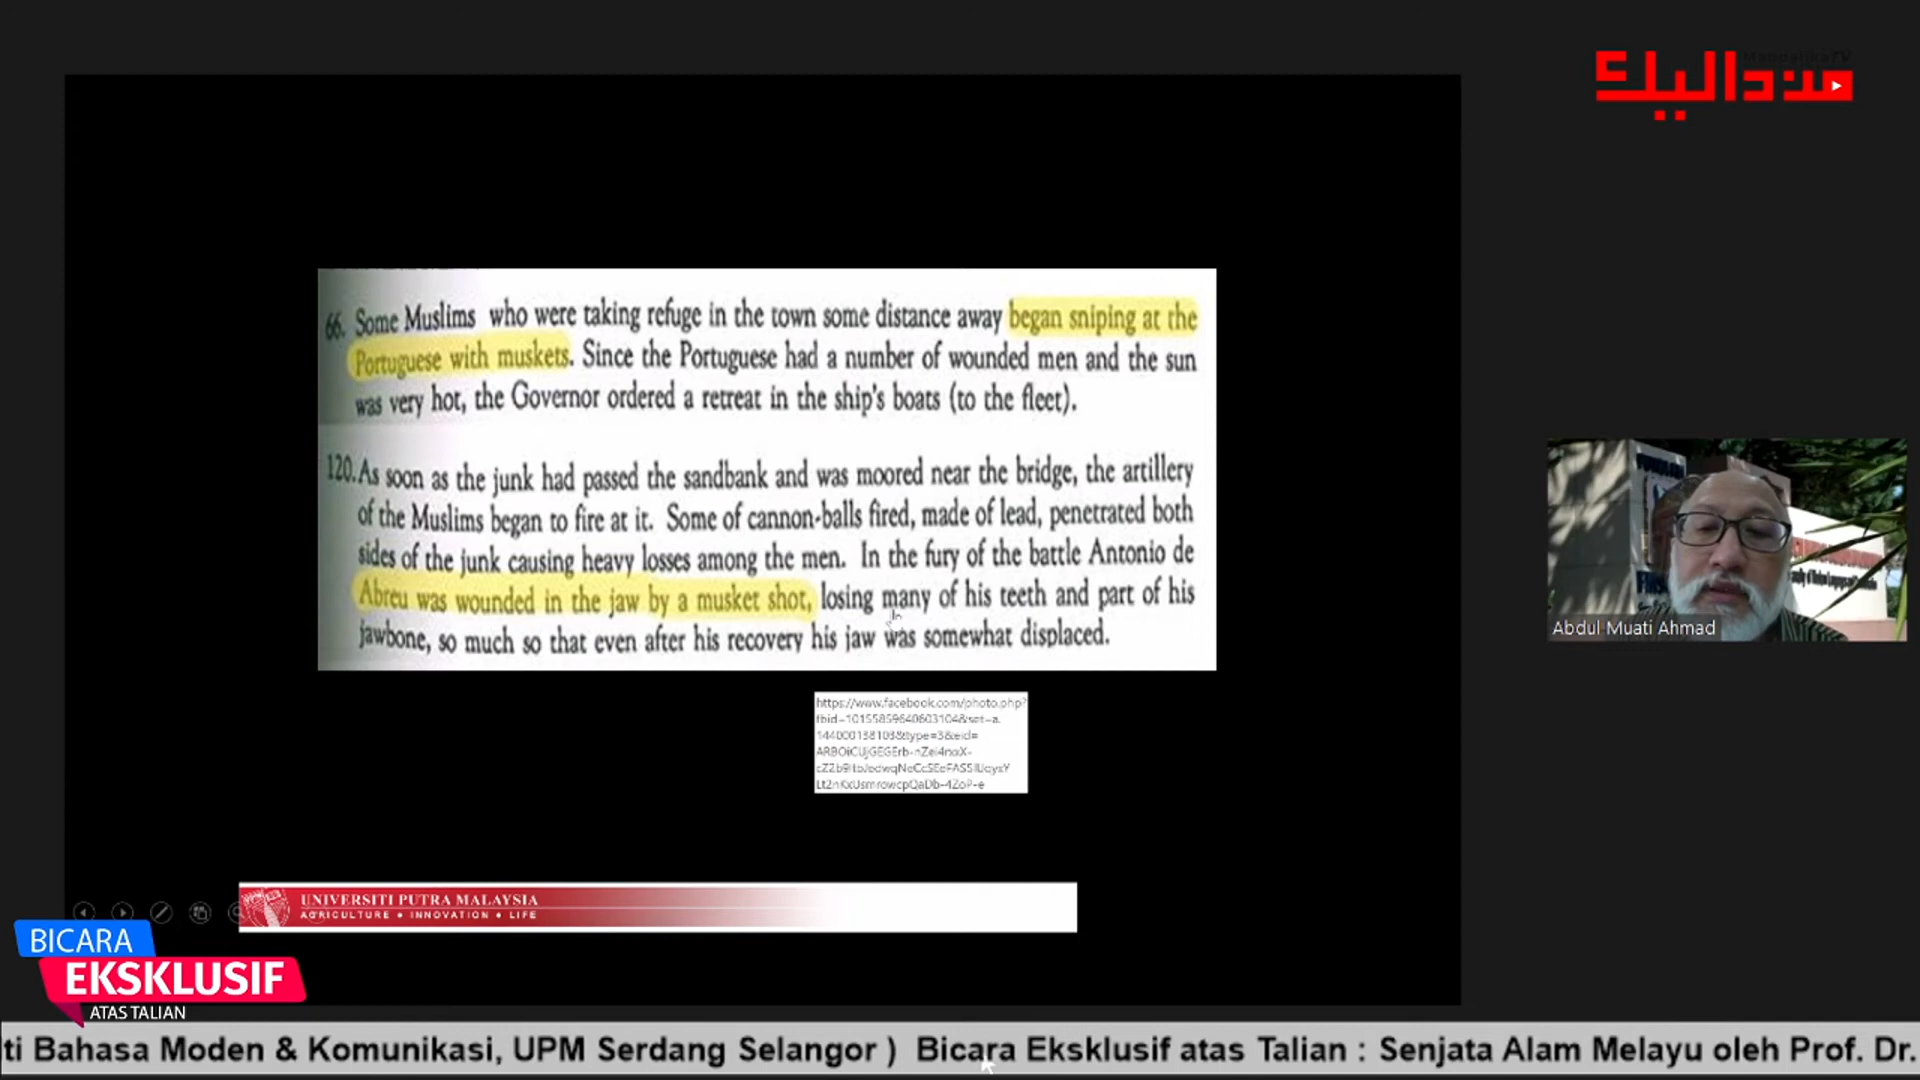 منداليك
66. Some Muslims who were taking refuge in the town some distance away began sniping at the
Portuguese with muskets. Since the Portuguese had a number of wounded men and the sun
was very hot, the Governor ordered a retreat in the ship's boats (to the fleet).
120. As soon as the junk had passed the sandbank and was moored near the bridge, the artillery
of the Muslims began to fire at it. Some of cannon-balls fired, made of lead, penetrated both
sides of the junk causing heavy losses among the men. In the fury of the battle Antonio de
Abreu was wounded in the jaw by a musket shot, losing many of his teeth and part of his
jawbone, so much so that even after his recovery his jaw was somewhat displaced.
Abdul Muati Ahmad
https://www.facebook.com/photo.php?
UNIVERSITI PUTRA MALAYSIA
AGRICULTURE • INNOVATION • LIFE
BICARA
EKSKLUSIF
ATAS TALIAN
ti Bahasa Moden & Komunikasi, UPM Serdang Selangor ) Bicara Eksklusif atas Talian : Senjata Alam Melayu oleh Prof. Dr.